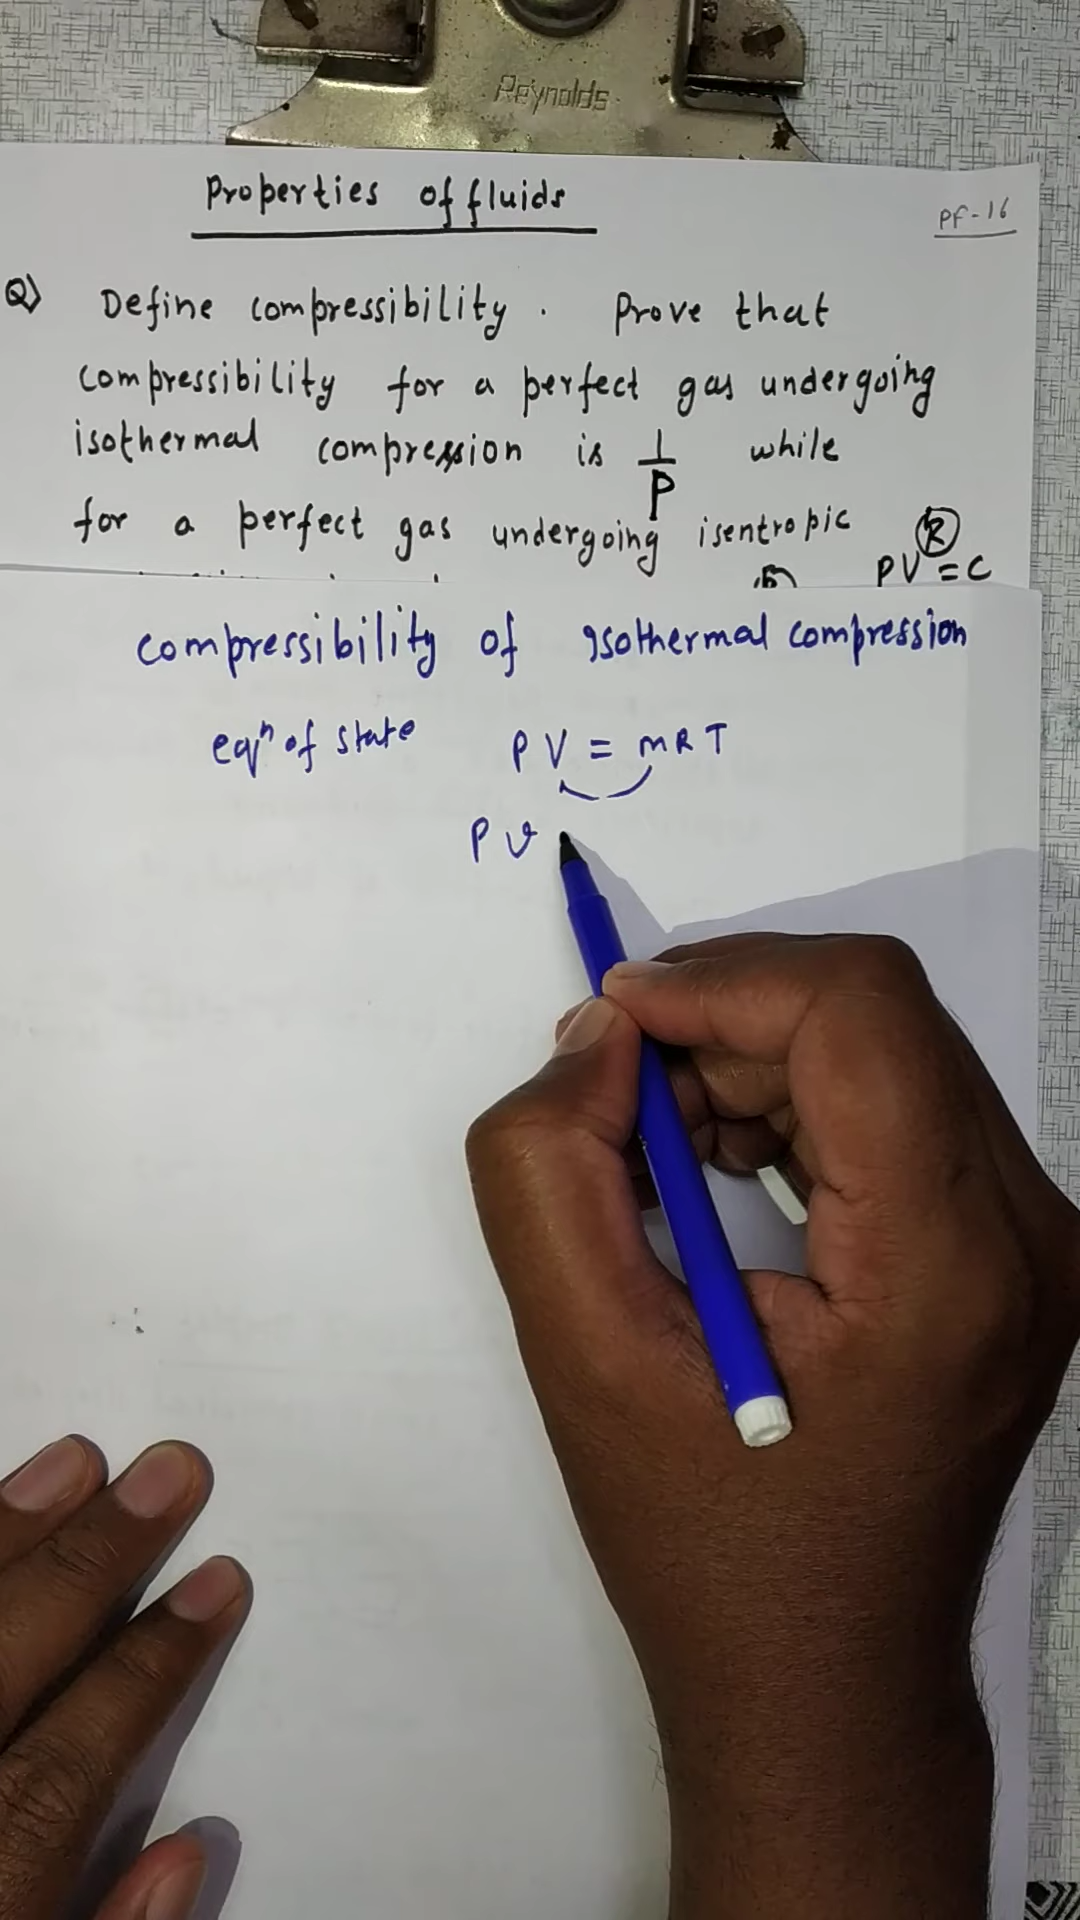 Reynolds
Properties of fluids
PF-16
Q) Define compressibility. Prove that
compressibility for a perfect gas undergoing
isothermal compression is 1/P while
for a perfect gas undergoing isentropic
PV^k = C
compressibility of Isothermal compression
eqⁿ of state PV = mRT
Pv